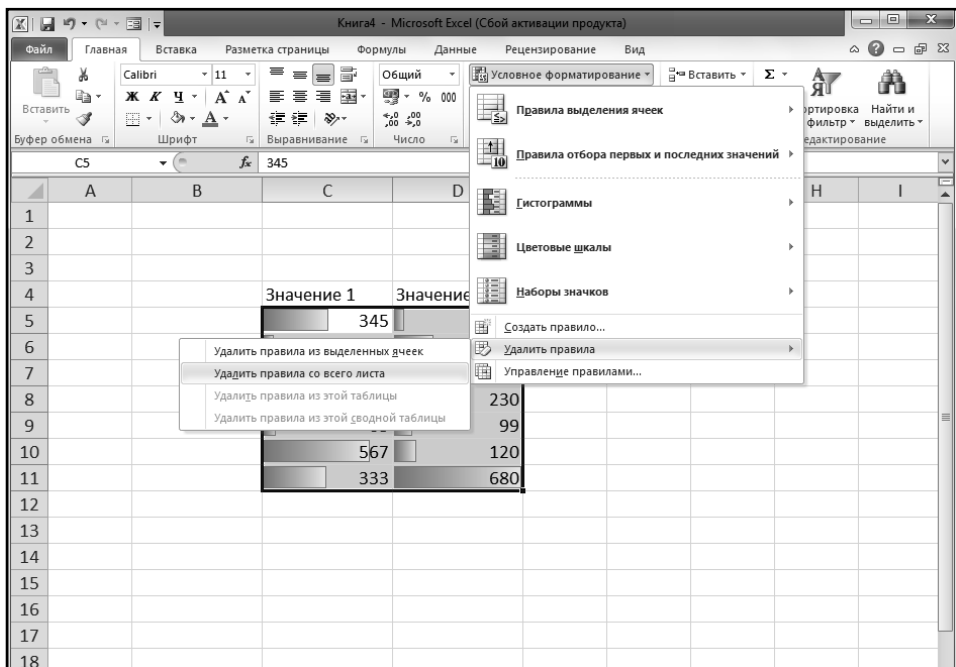 Книга4 - Microsoft Excel (Сбой активации продукта)
Файл Главная Вставка Разметка страницы Формулы Данные Рецензирование Вид
Calibri 11 Общий Условное форматирование Вставить Σ
Вставить Ж К Ч % 000 Найти и
фильтр выделить
Буфер обмена Шрифт Выравнивание Число
C5 fx 345
A B C D H I
1
2
3
4 Значение 1 Значение
5 345
6
7
8 230
9 99
10 567 120
11 333 680
12
13
14
15
16
17
18
Правила выделения ячеек
Правила отбора первых и последних значений
Гистограммы
Цветовые шкалы
Наборы значков
Создать правило...
Удалить правила
Управление правилами...
Удалить правила из выделенных ячеек
Удалить правила со всего листа
Удалить правила из этой таблицы
Удалить правила из этой сводной таблицы